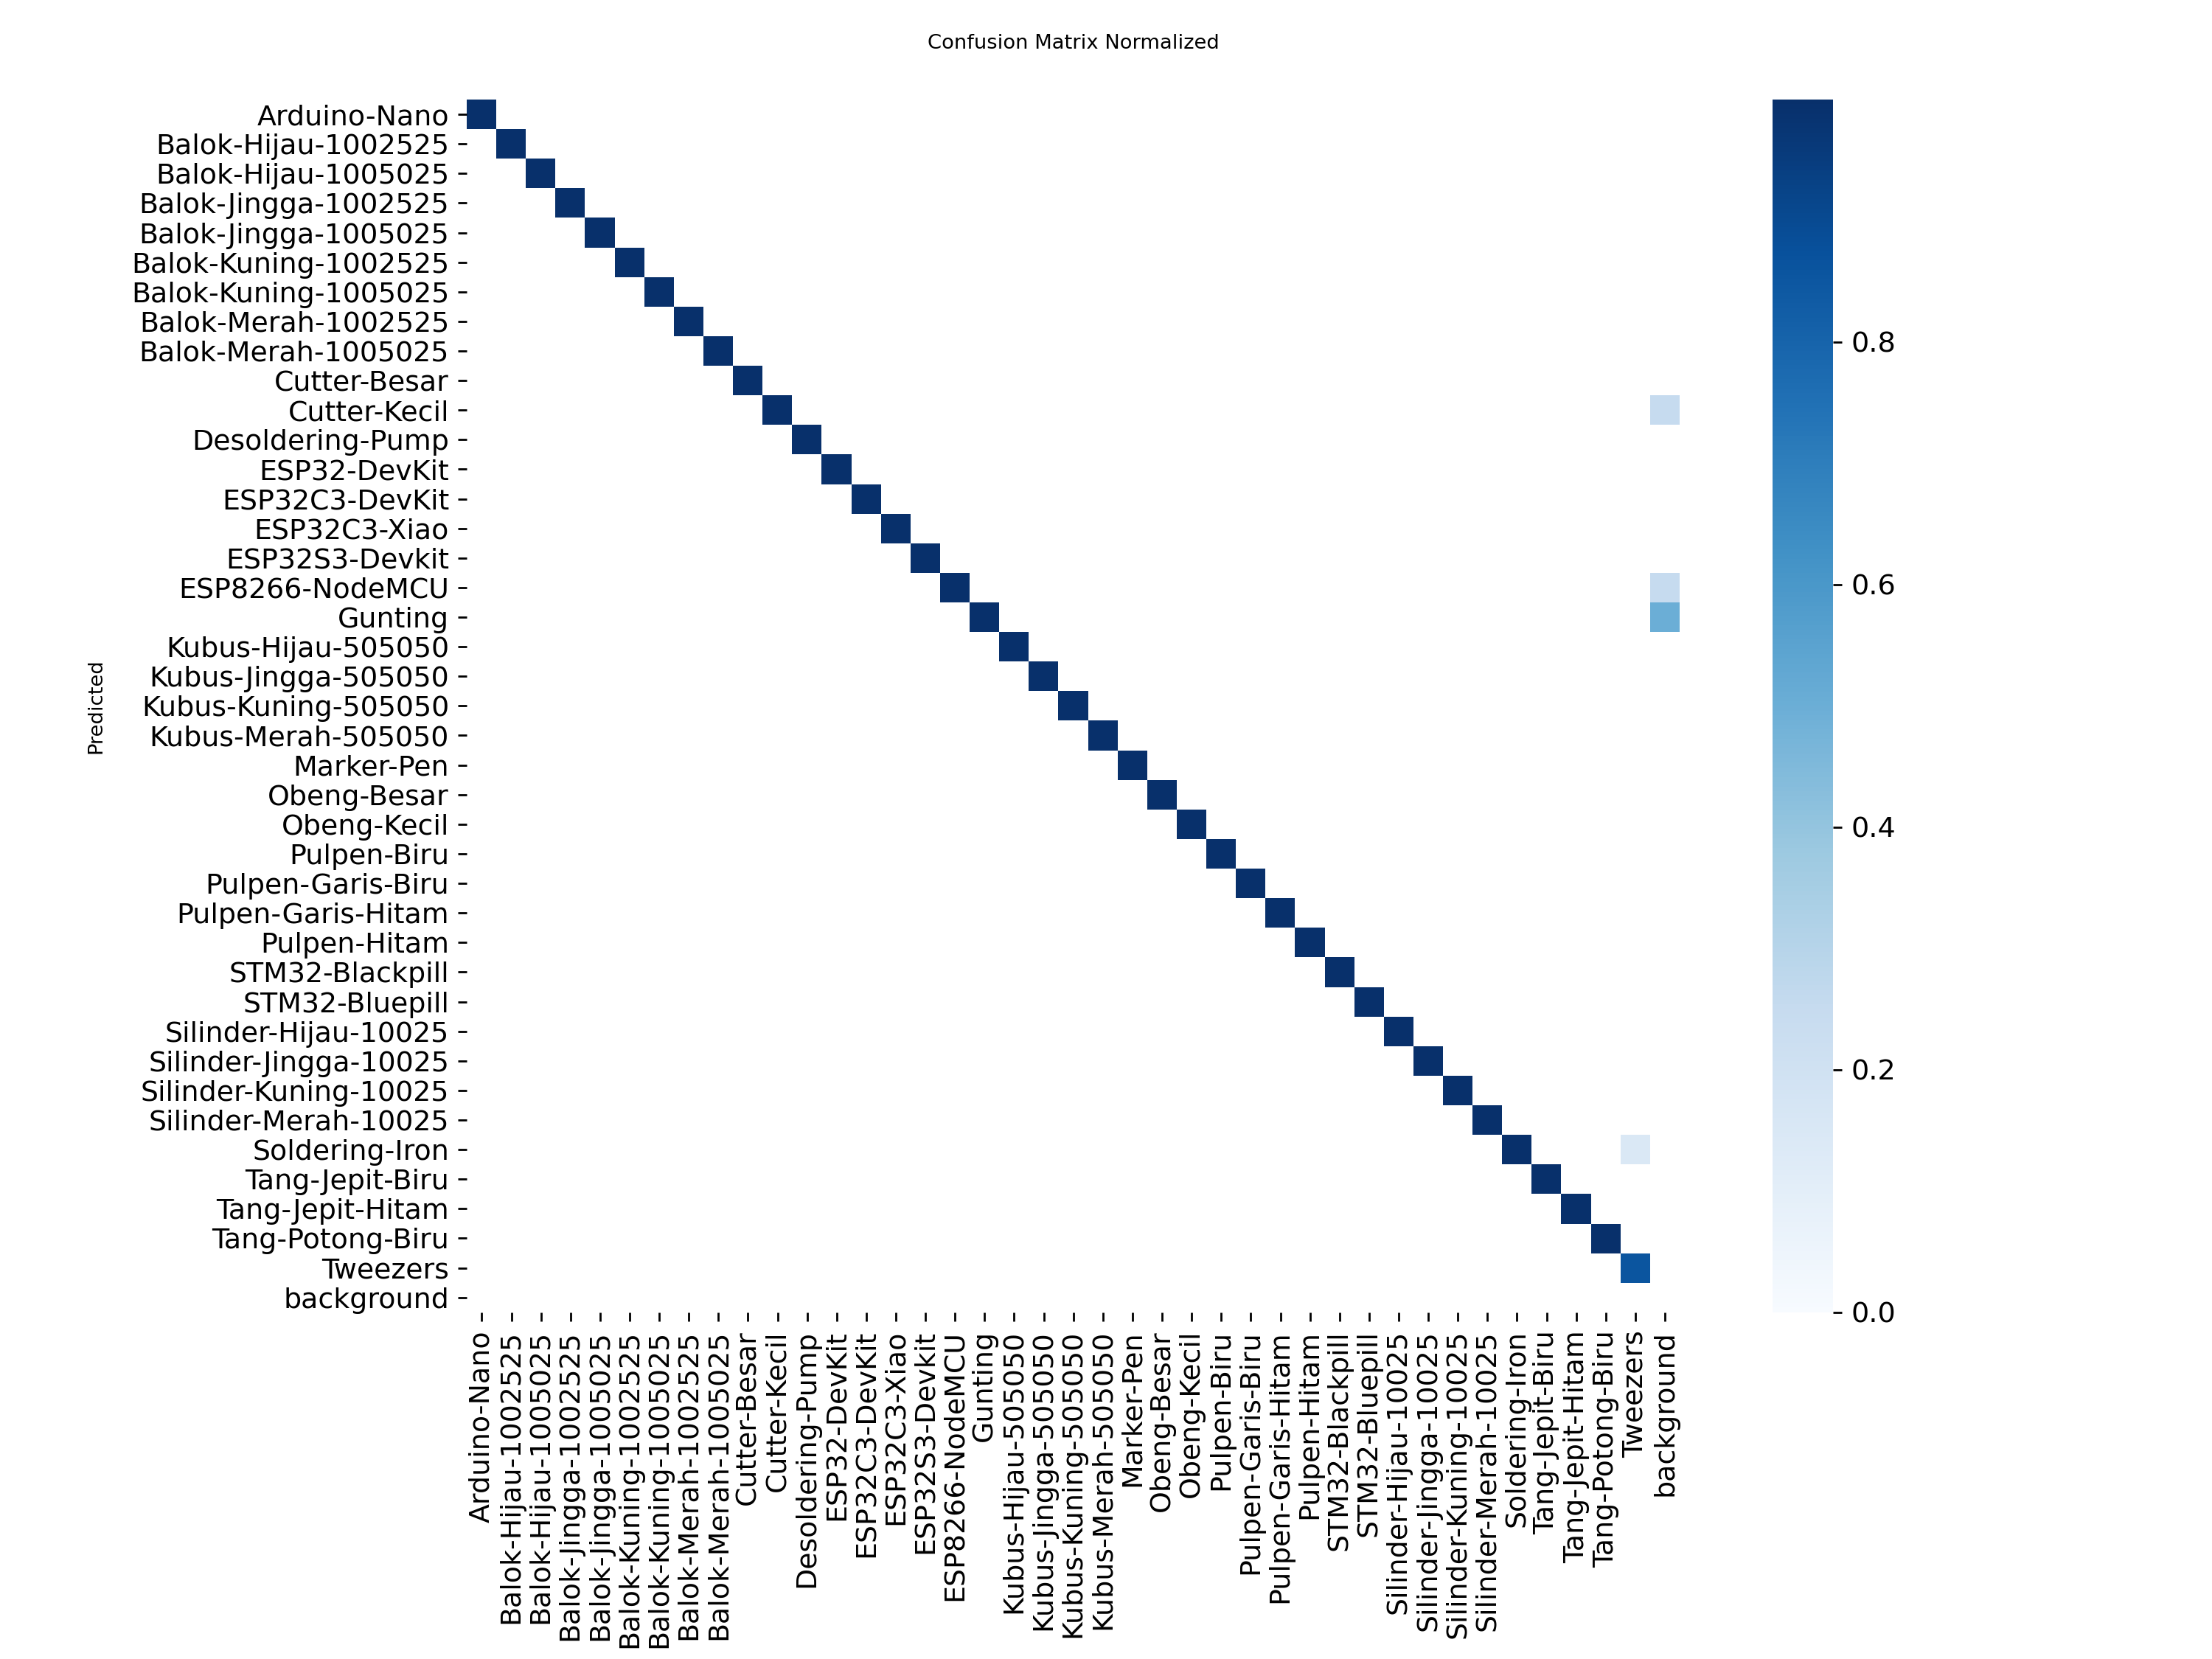 Confusion Matrix Normalized
Arduino-Nano
Balok-Hijau-1002525
Balok-Hijau-1005025
Balok-Jingga-1002525
Balok-Jingga-1005025
Balok-Kuning-1002525
Balok-Kuning-1005025
Balok-Merah-1002525
Balok-Merah-1005025
Cutter-Besar
Cutter-Kecil
Desoldering-Pump
ESP32-DevKit
ESP32C3-DevKit
ESP32C3-Xiao
ESP32S3-Devkit
ESP8266-NodeMCU
Gunting
Kubus-Hijau-505050
Kubus-Jingga-505050
Kubus-Kuning-505050
Kubus-Merah-505050
Marker-Pen
Obeng-Besar
Obeng-Kecil
Pulpen-Biru
Pulpen-Garis-Biru
Pulpen-Garis-Hitam
Pulpen-Hitam
STM32-Blackpill
STM32-Bluepill
Silinder-Hijau-10025
Silinder-Jingga-10025
Silinder-Kuning-10025
Silinder-Merah-10025
Soldering-Iron
Tang-Jepit-Biru
Tang-Jepit-Hitam
Tang-Potong-Biru
Tweezers
background
Predicted
Arduino-Nano
Balok-Hijau-1002525
Balok-Hijau-1005025
Balok-Jingga-1002525
Balok-Jingga-1005025
Balok-Kuning-1002525
Balok-Kuning-1005025
Balok-Merah-1002525
Balok-Merah-1005025
Cutter-Besar
Cutter-Kecil
Desoldering-Pump
ESP32-DevKit
ESP32C3-DevKit
ESP32C3-Xiao
ESP32S3-Devkit
ESP8266-NodeMCU
Gunting
Kubus-Hijau-505050
Kubus-Jingga-505050
Kubus-Kuning-505050
Kubus-Merah-505050
Marker-Pen
Obeng-Besar
Obeng-Kecil
Pulpen-Biru
Pulpen-Garis-Biru
Pulpen-Garis-Hitam
Pulpen-Hitam
STM32-Blackpill
STM32-Bluepill
Silinder-Hijau-10025
Silinder-Jingga-10025
Silinder-Kuning-10025
Silinder-Merah-10025
Soldering-Iron
Tang-Jepit-Biru
Tang-Jepit-Hitam
Tang-Potong-Biru
Tweezers
background
0.8
0.6
0.4
0.2
0.0